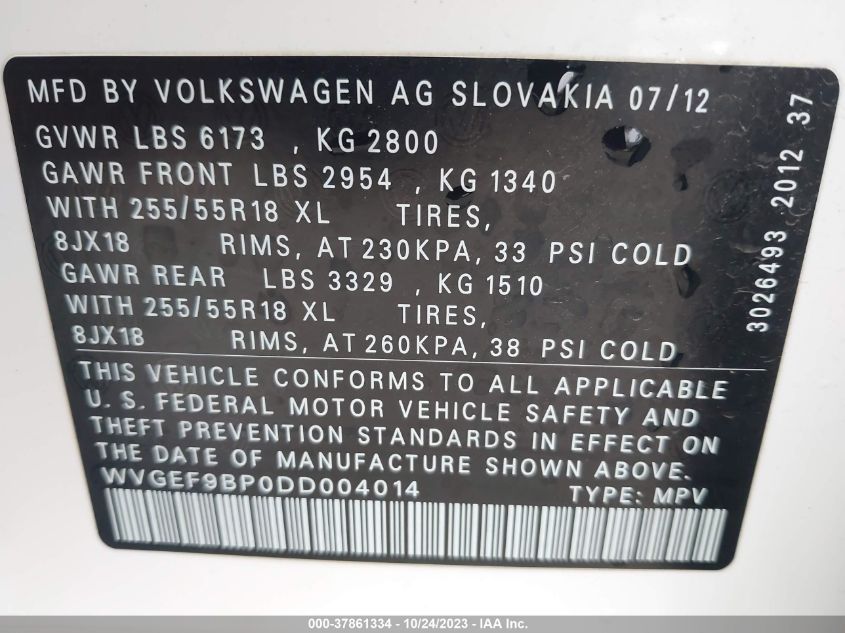 MFD BY VOLKSWAGEN AG SLOVAKIA 07/12
GVWR LBS 6173 , KG 2800
GAWR FRONT LBS 2954 , KG 1340
WITH 255/55R18 XL TIRES,
8JX18 RIMS, AT 230KPA, 33 PSI COLD
GAWR REAR LBS 3329 , KG 1510
WITH 255/55R18 XL TIRES,
8JX18 RIMS, AT 260KPA, 38 PSI COLD
THIS VEHICLE CONFORMS TO ALL APPLICABLE
U. S. FEDERAL MOTOR VEHICLE SAFETY AND
THEFT PREVENTION STANDARDS IN EFFECT ON
THE DATE OF MANUFACTURE SHOWN ABOVE.
WVGEF9BP0DD004014 TYPE: MPV
3026493 2012 37
000-37861334 - 10/24/2023 - IAA Inc.